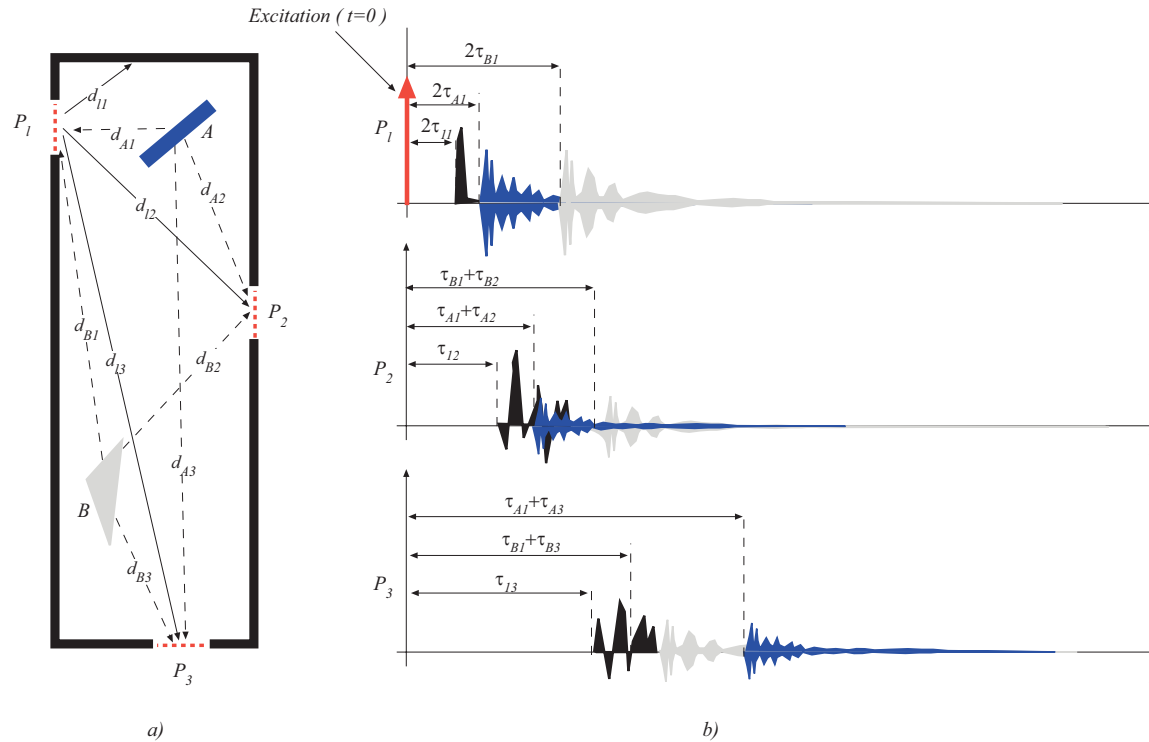 Excitation ( t=0)
P1
d11
dA1
A
dA2
d12
P2
dB1
d13
dB2
dA3
B
dB3
P3
a)
2τB1
2τA1
P1
2τ11
τB1+τB2
τA1+τA2
τ12
P2
τA1+τA3
τB1+τB3
τ13
P3
b)